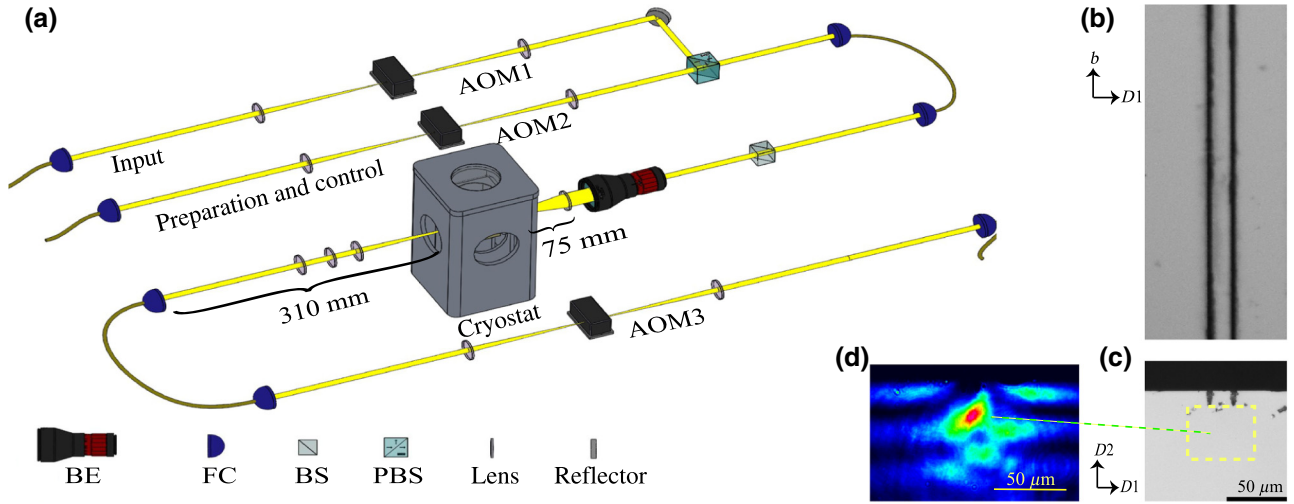 (a)
AOM1
Input
AOM2
Preparation and control
75 mm
310 mm
Cryostat
AOM3
BE
FC
BS
PBS
Lens
Reflector
(b)
b
D1
(d)
50 µm
(c)
D2
D1
50 µm